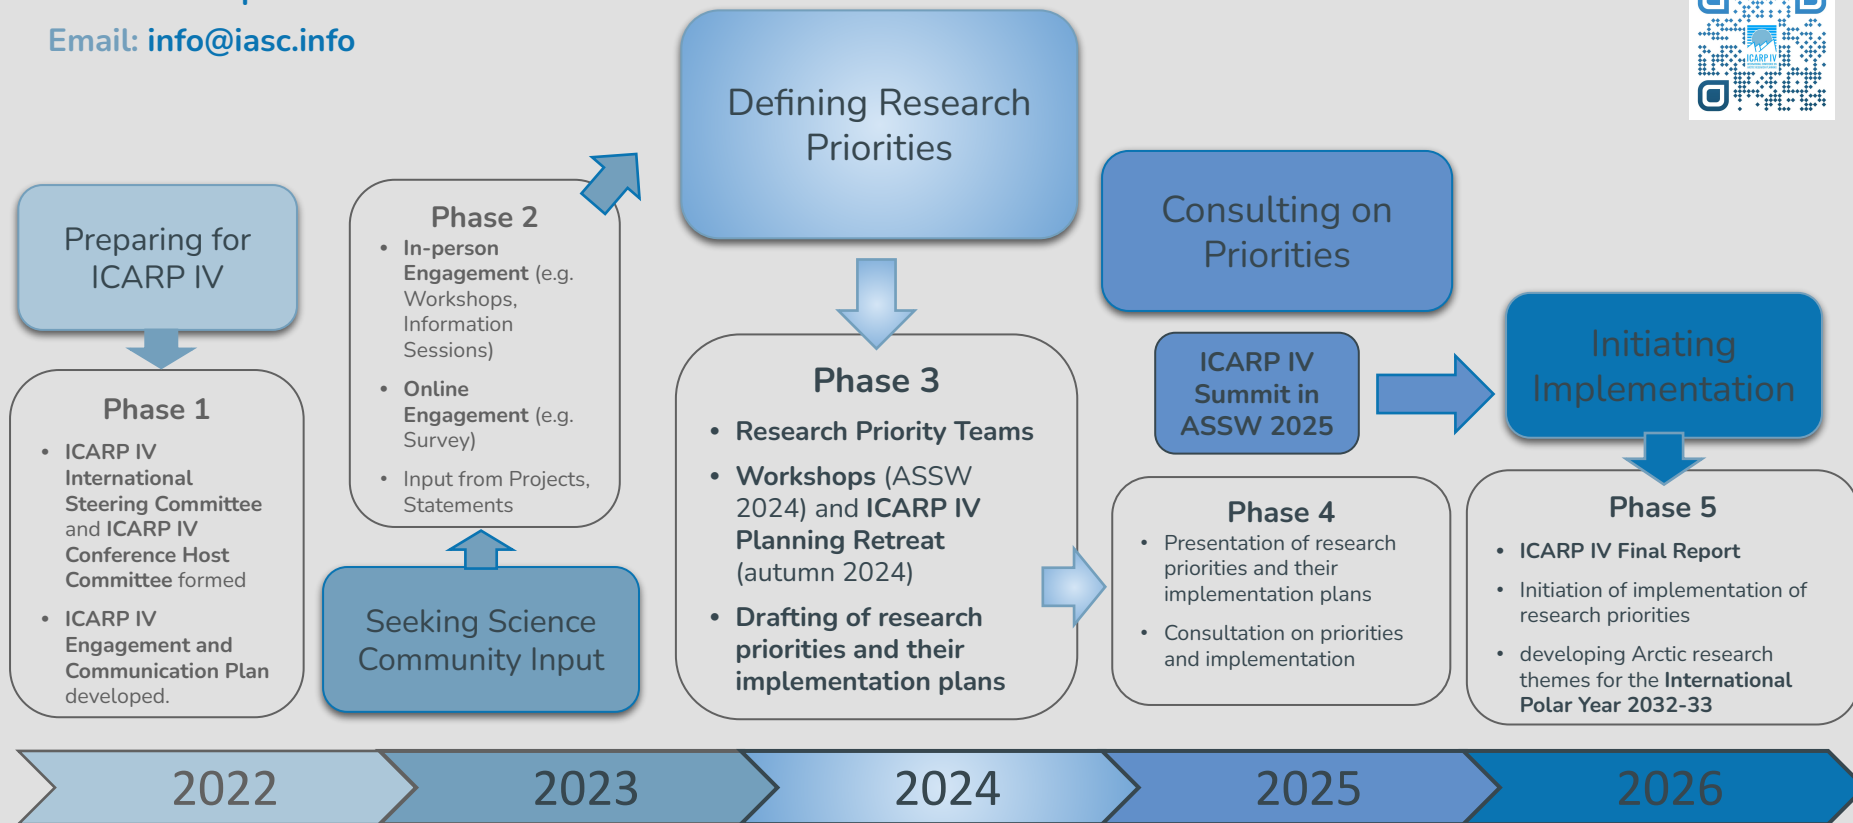 Email: info@iasc.info
ICARP IV
Preparing for
ICARP IV
Phase 1
• ICARP IV
International
Steering Committee
and ICARP IV
Conference Host
Committee formed
• ICARP IV
Engagement and
Communication Plan
developed.
Phase 2
• In-person
Engagement (e.g.
Workshops,
Information
Sessions)
• Online
Engagement (e.g.
Survey)
• Input from Projects,
Statements
Seeking Science
Community Input
Defining Research
Priorities
Phase 3
• Research Priority Teams
• Workshops (ASSW
2024) and ICARP IV
Planning Retreat
(autumn 2024)
• Drafting of research
priorities and their
implementation plans
Consulting on
Priorities
ICARP IV
Summit in
ASSW 2025
Phase 4
• Presentation of research
priorities and their
implementation plans
• Consultation on priorities
and implementation
Initiating
Implementation
Phase 5
• ICARP IV Final Report
• Initiation of implementation of
research priorities
• developing Arctic research
themes for the International
Polar Year 2032-33
2022
2023
2024
2025
2026